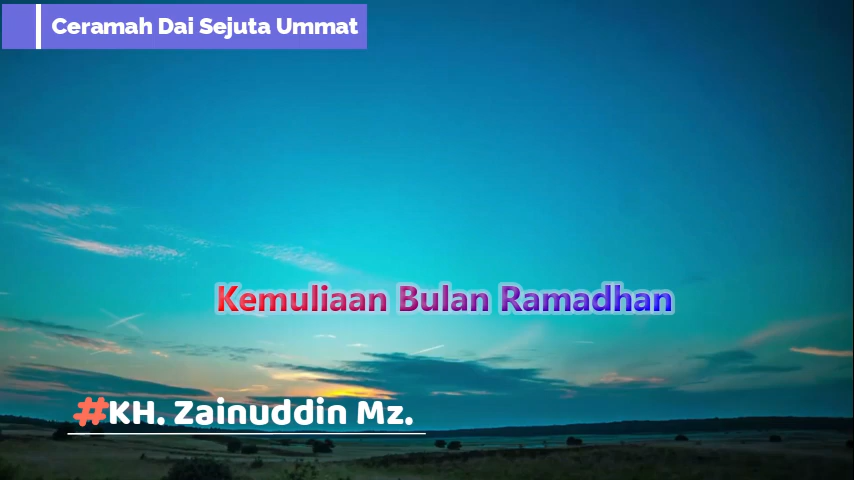 Ceramah Dai Sejuta Ummat
Kemuliaan Bulan Ramadhan
#KH. Zainuddin Mz.